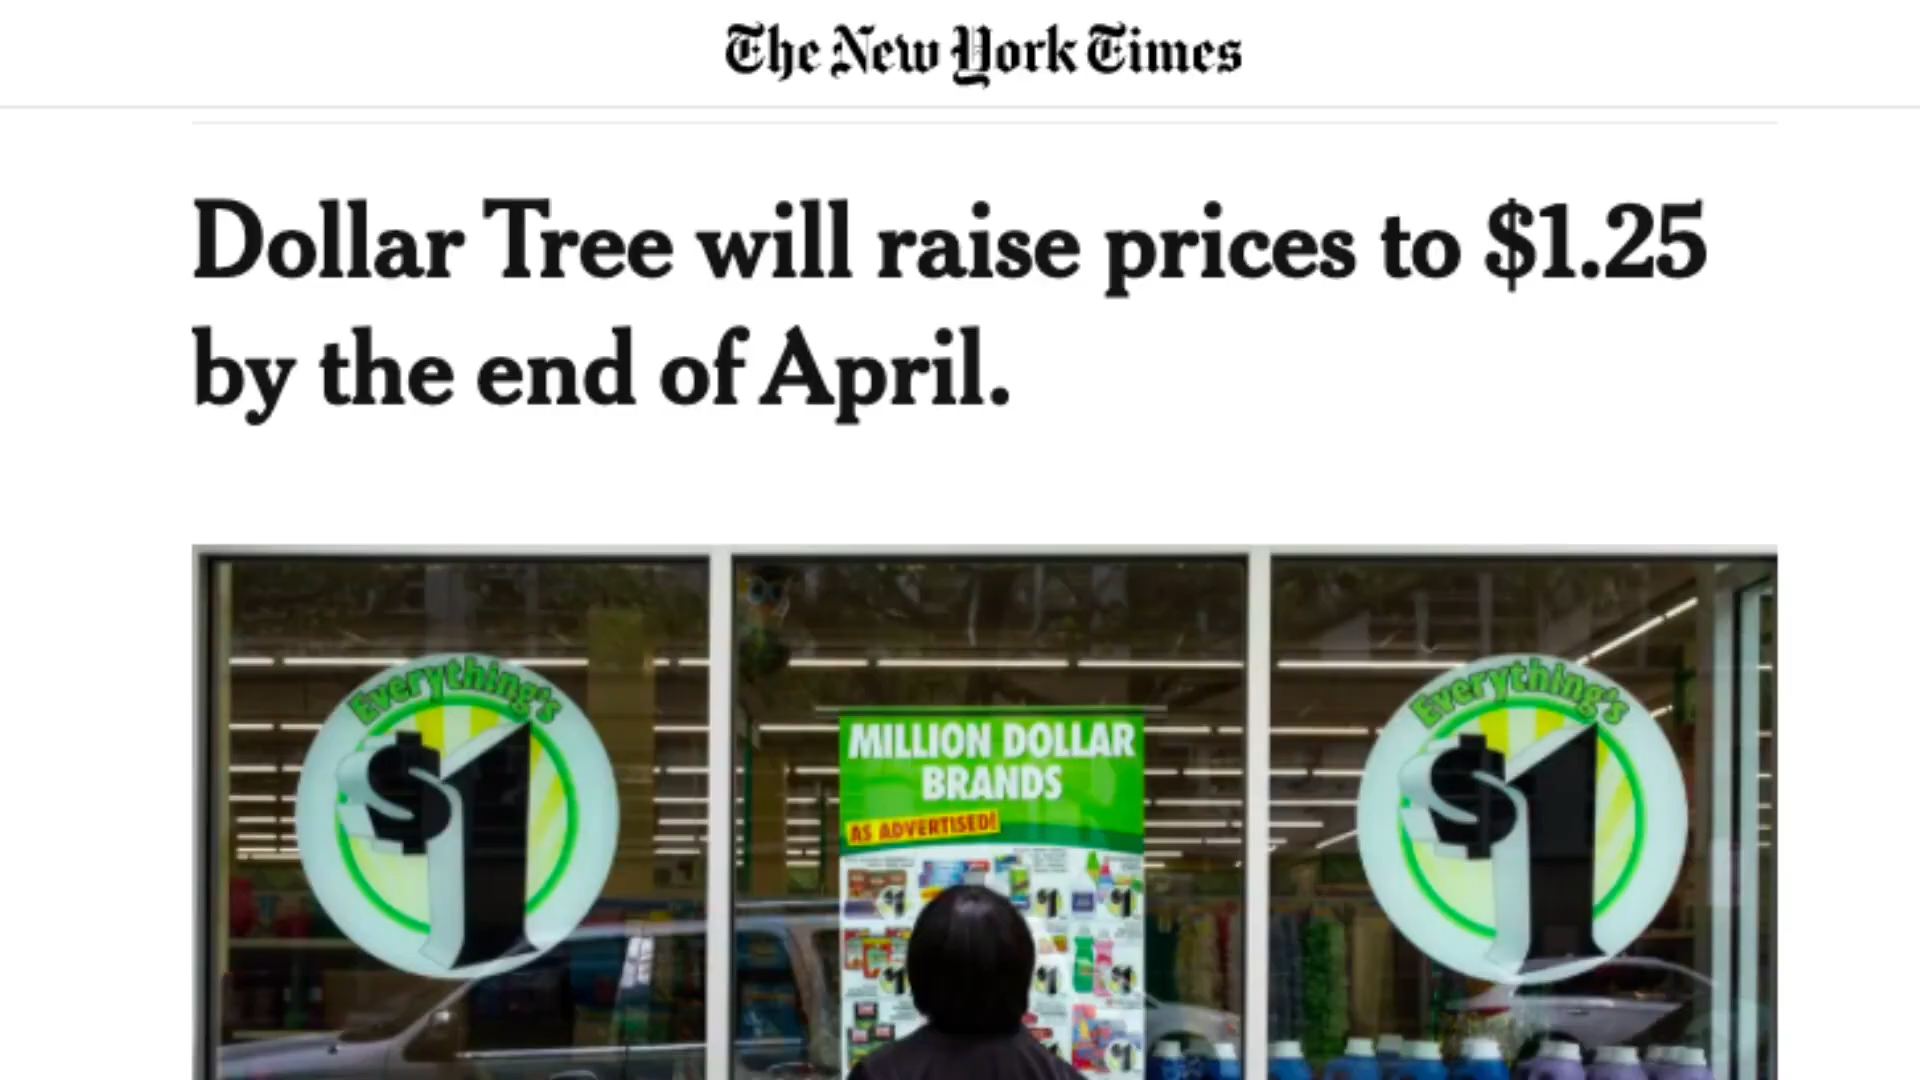 The New York Times
Dollar Tree will raise prices to $1.25
by the end of April.
Everything's
$1
MILLION DOLLAR
BRANDS
AS ADVERTISED!
Everything's
$1